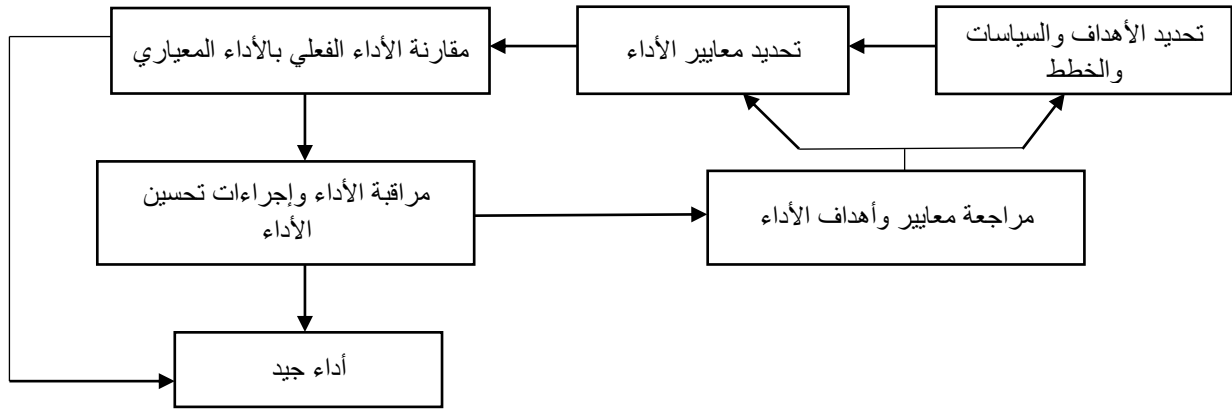 تحديد الأهداف والسياسات
والخطط
تحديد معايير الأداء
مقارنة الأداء الفعلي بالأداء المعياري
مراقبة الأداء وإجراءات تحسين
الأداء
مراجعة معايير وأهداف الأداء
أداء جيد